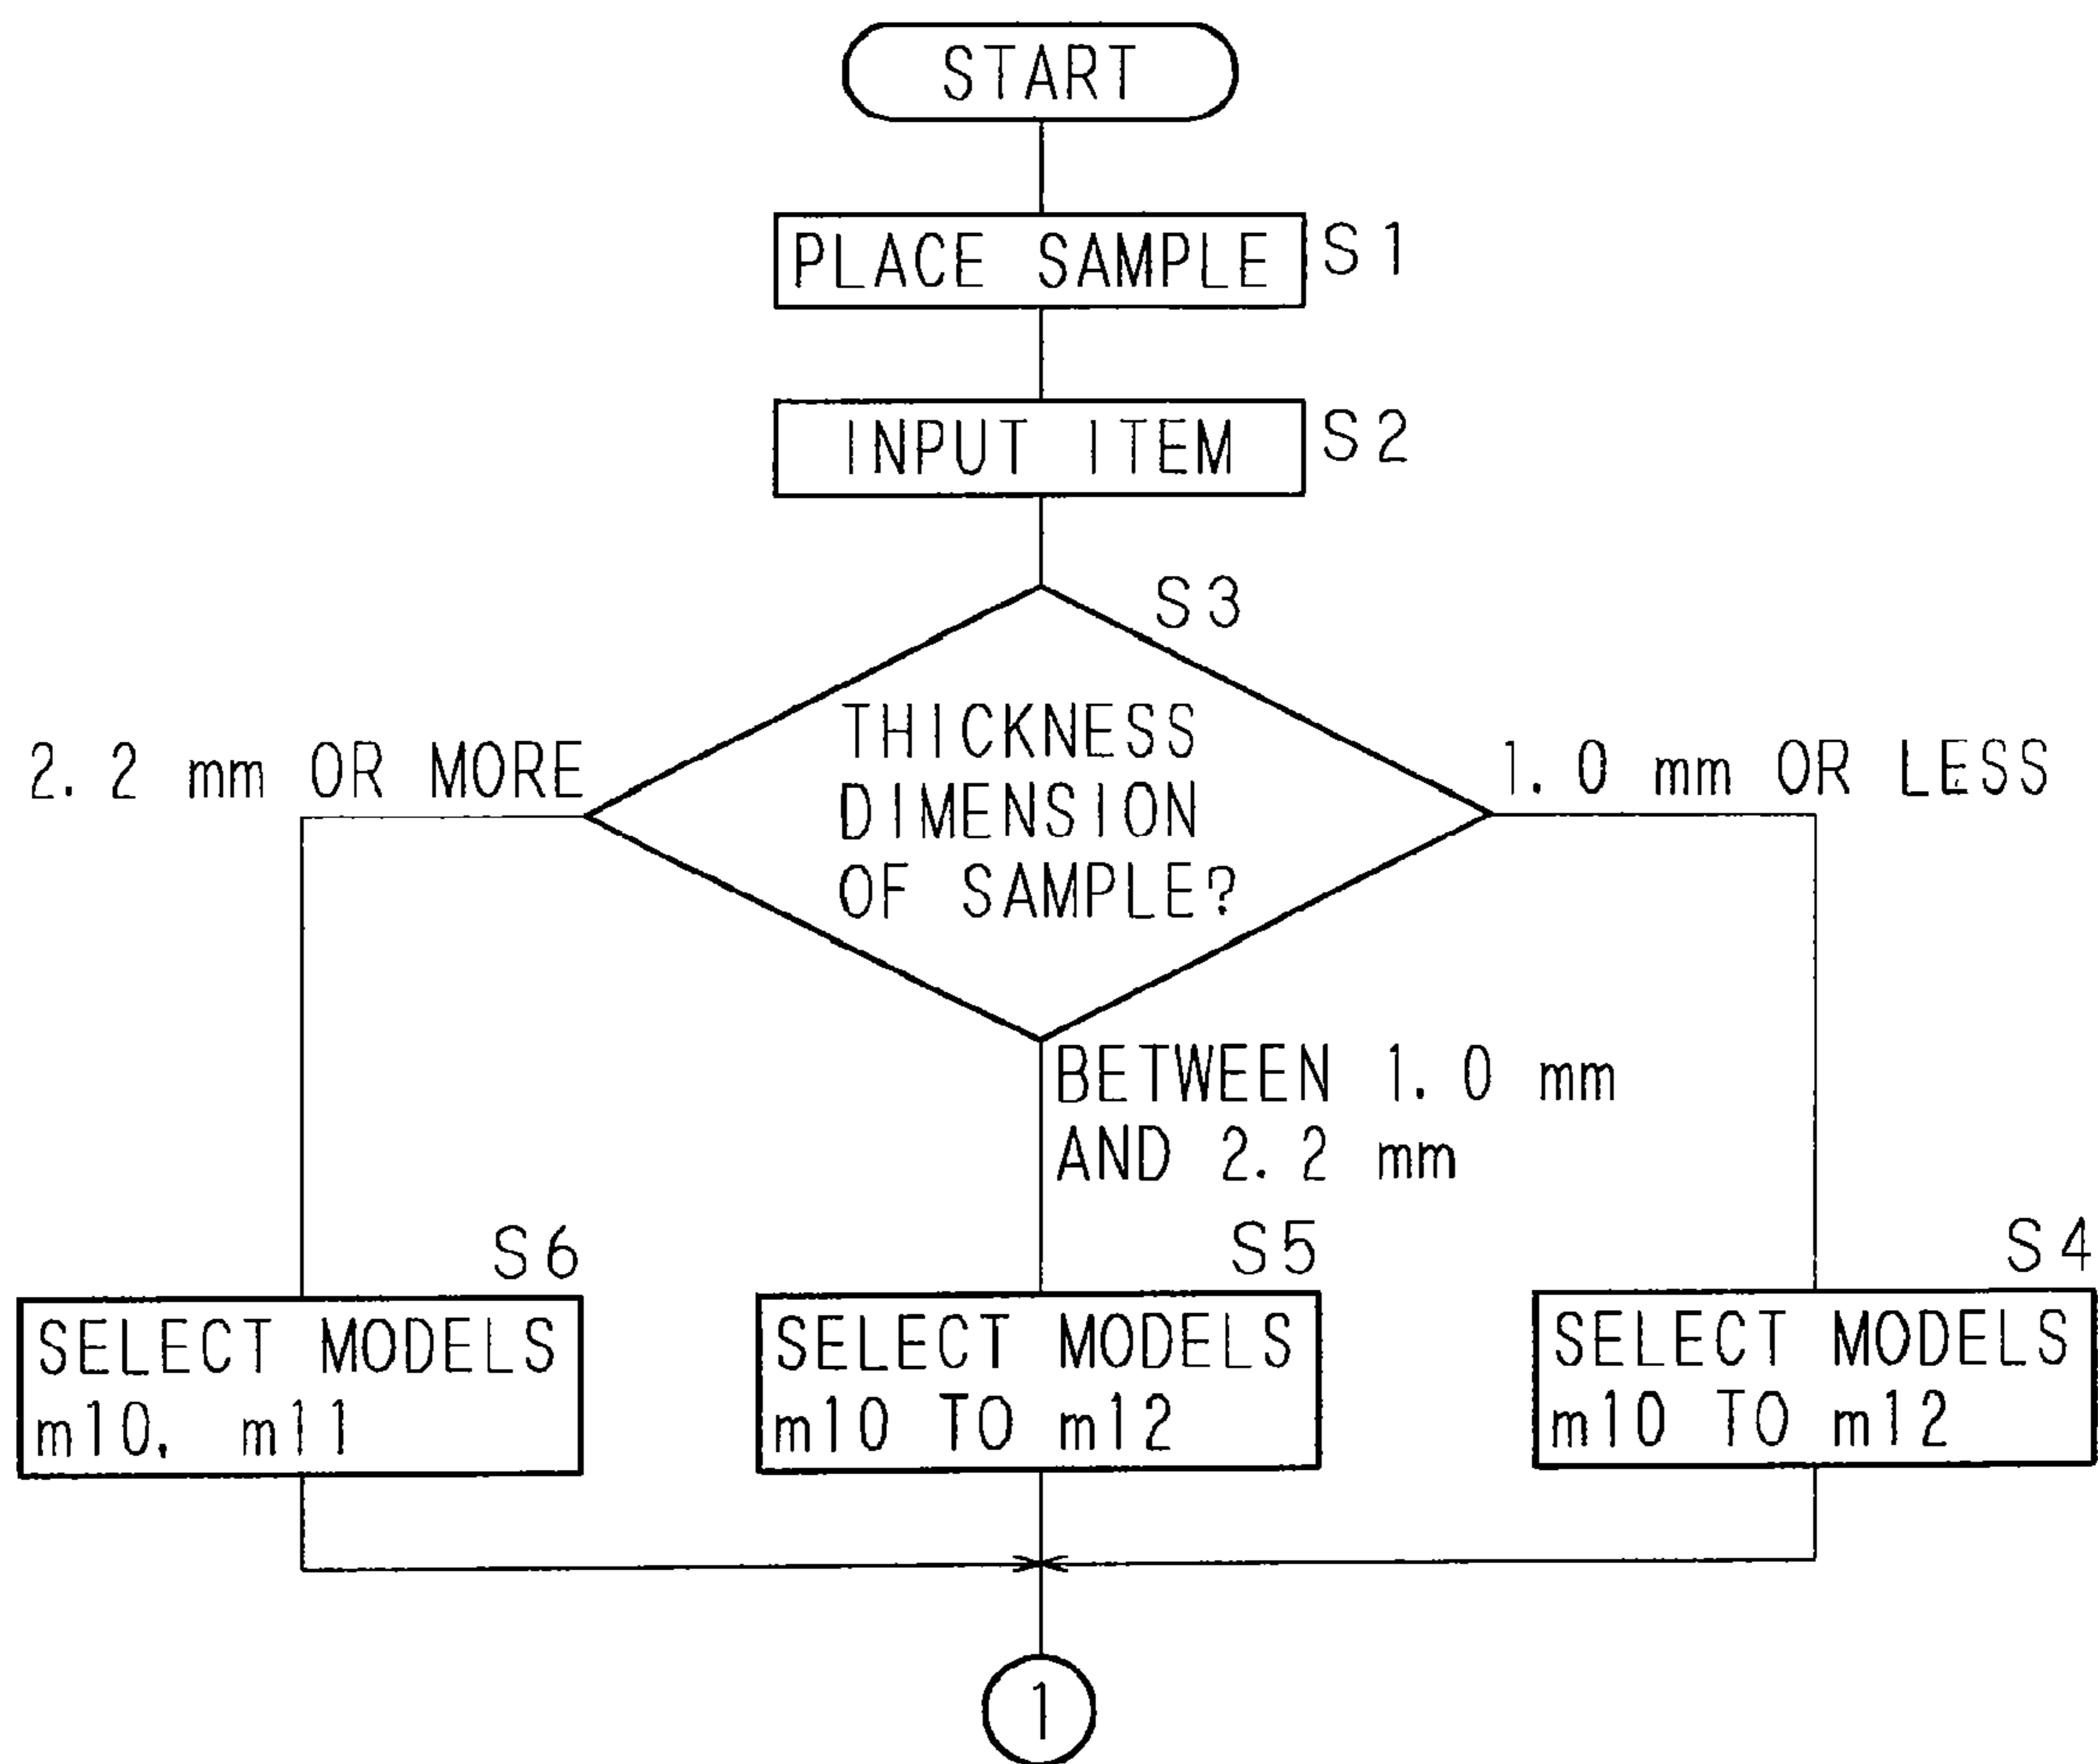 START
PLACE SAMPLE
S1
INPUT ITEM
S2
S3
THICKNESS
DIMENSION
OF SAMPLE?
2.2 mm OR MORE
1.0 mm OR LESS
BETWEEN 1.0 mm
AND 2.2 mm
S6
SELECT MODELS
m10, m11
S5
SELECT MODELS
m10 TO m12
S4
SELECT MODELS
m10 TO m12
1